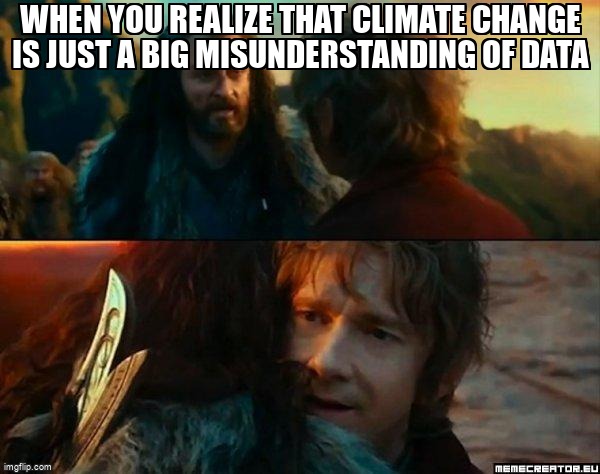 WHEN YOU REALIZE THAT CLIMATE CHANGE
IS JUST A BIG MISUNDERSTANDING OF DATA
imgflip.com
MEMECREATOR.EU